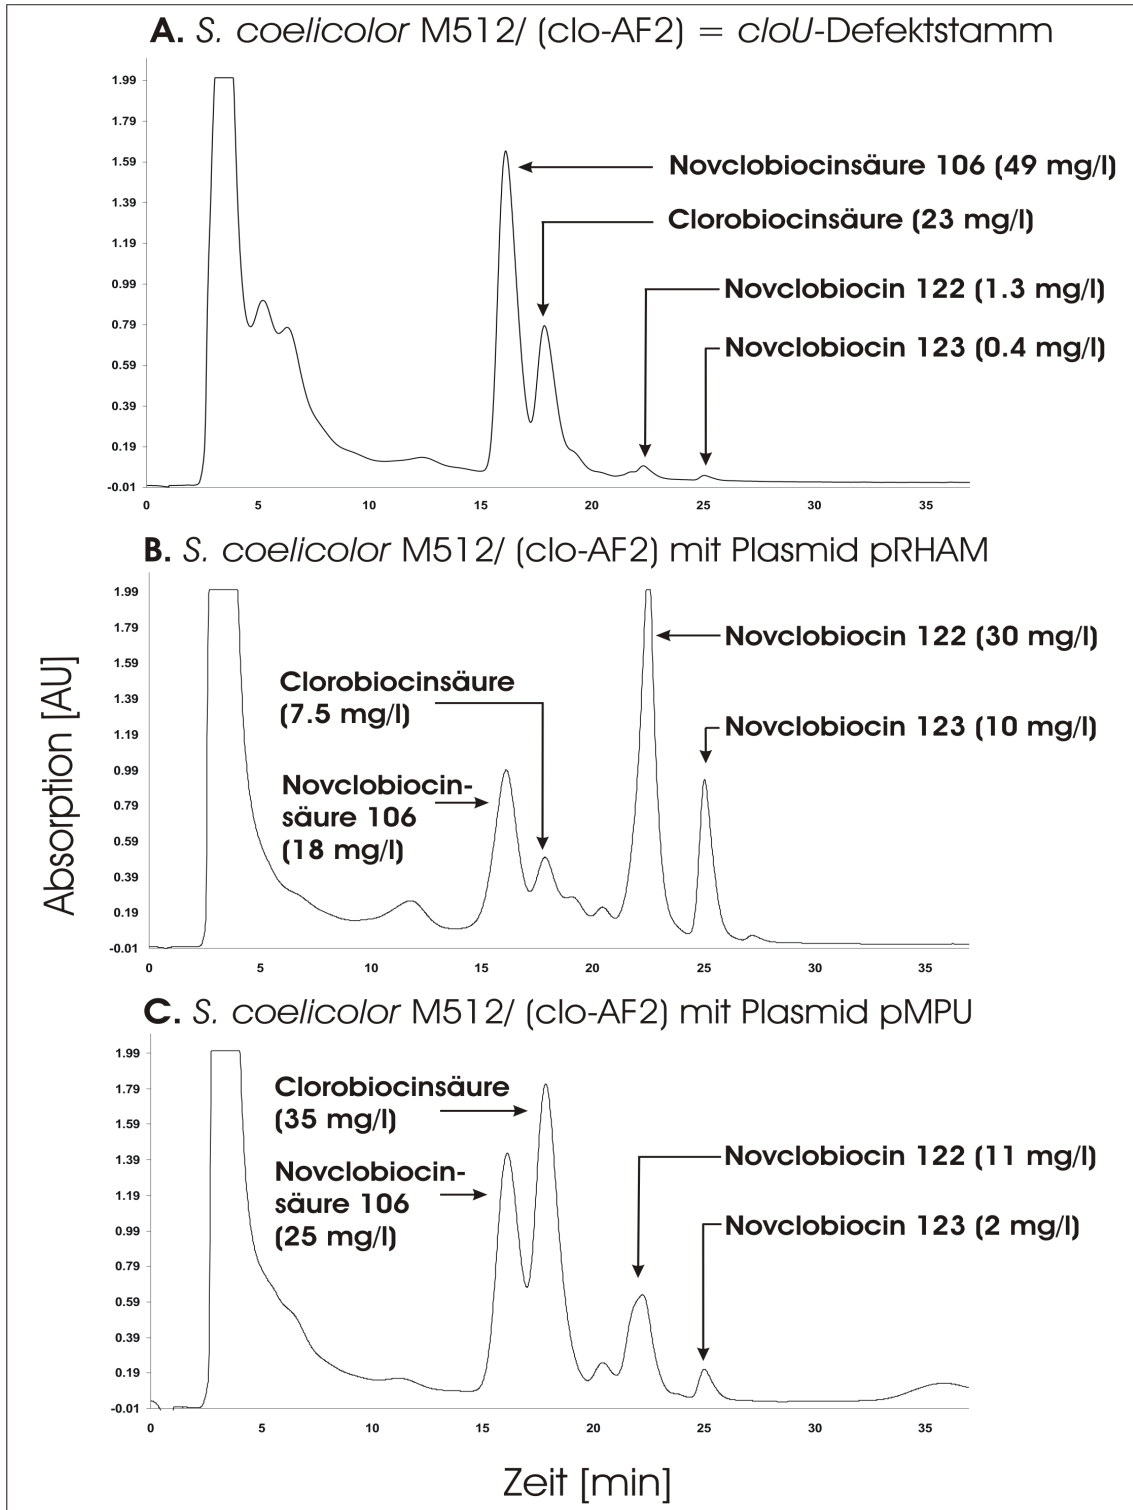 A. S. coelicolor M512/ (clo-AF2) = cloU-Defektstamm
1.99
1.79
1.59
1.39
1.19
0.99
0.79
0.59
0.39
0.19
-0.01
Novclobiocinsäure 106 (49 mg/l)
Clorobiocinsäure (23 mg/l)
Novclobiocin 122 (1.3 mg/l)
Novclobiocin 123 (0.4 mg/l)
0 5 10 15 20 25 30 35
B. S. coelicolor M512/ (clo-AF2) mit Plasmid pRHAM
1.99
1.79
1.59
1.39
1.19
0.99
0.79
0.59
0.39
0.19
-0.01
Novclobiocin 122 (30 mg/l)
Clorobiocinsäure
(7.5 mg/l)
Novclobiocin 123 (10 mg/l)
Novclobiocin-
säure 106
(18 mg/l)
0 5 10 15 20 25 30 35
Absorption [AU]
C. S. coelicolor M512/ (clo-AF2) mit Plasmid pMPU
1.99
1.79
1.59
1.39
1.19
0.99
0.79
0.59
0.39
0.19
-0.01
Clorobiocinsäure
(35 mg/l)
Novclobiocin-
säure 106
(25 mg/l)
Novclobiocin 122 (11 mg/l)
Novclobiocin 123 (2 mg/l)
0 5 10 15 20 25 30 35
Zeit [min]